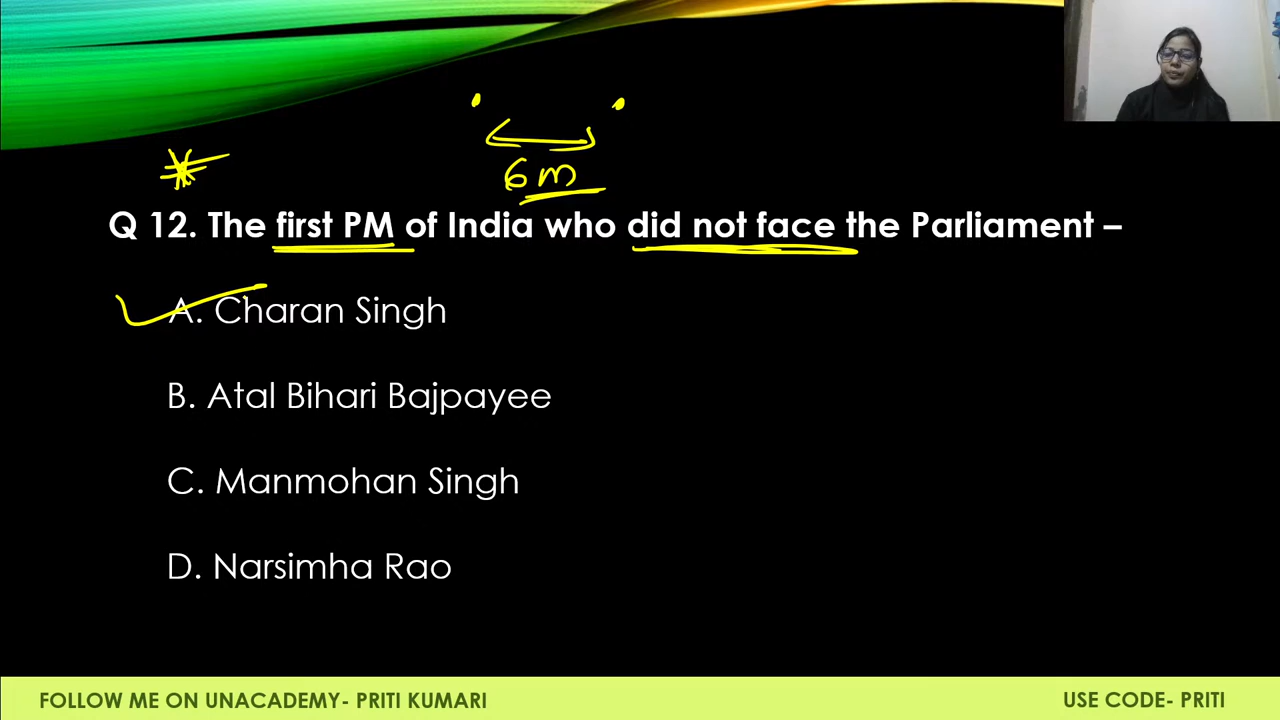 6 m
Q 12. The first PM of India who did not face the Parliament –
A. Charan Singh
B. Atal Bihari Bajpayee
C. Manmohan Singh
D. Narsimha Rao
FOLLOW ME ON UNACADEMY- PRITI KUMARI
USE CODE- PRITI